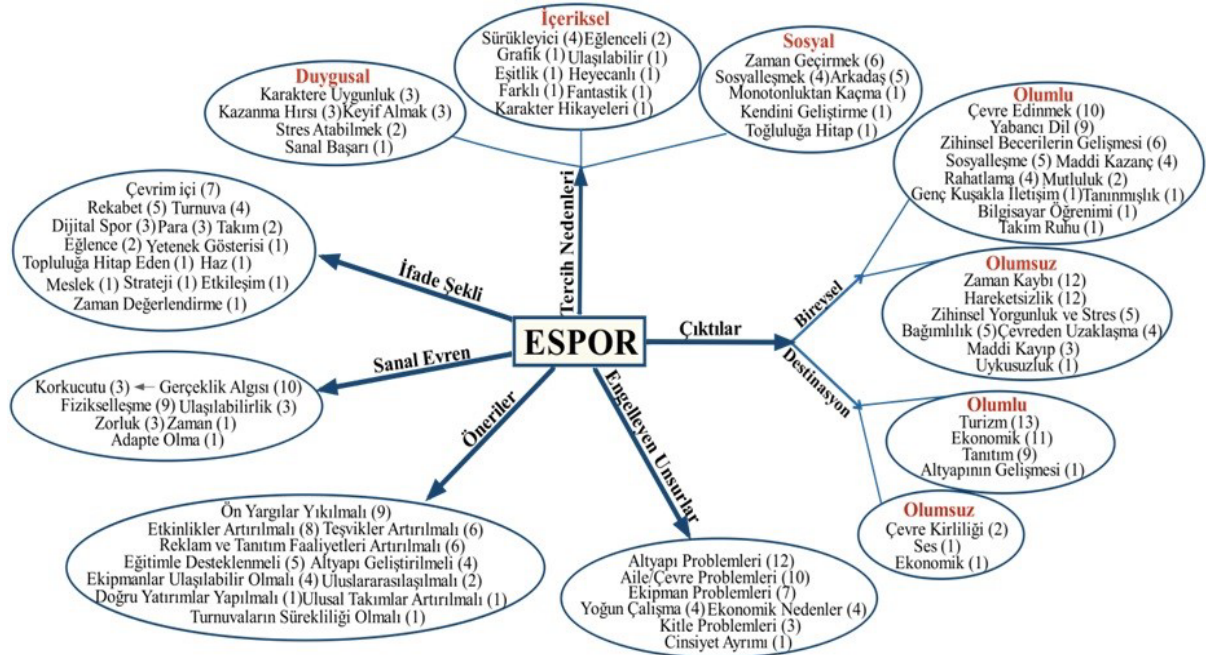 İçeriksel
Sürükleyici (4) Eğlenceli (2)
Grafik (1) Ulaşılabilir (1)
Eşitlik (1) Heyecanlı (1)
Farklı (1) Fantastik (1)
Karakter Hikayeleri (1)
Sosyal
Zaman Geçirmek (6)
Sosyalleşmek (4) Arkadaş (5)
Monotonluktan Kaçma (1)
Kendini Geliştirme (1)
Toğluluğa Hitap (1)
Duygusal
Karaktere Uygunluk (3)
Kazanma Hırsı (3) Keyif Almak (3)
Stres Atabilmek (2)
Sanal Başarı (1)
Olumlu
Çevre Edinmek (10)
Yabancı Dil (9)
Zihinsel Becerilerin Gelişmesi (6)
Sosyalleşme (5) Maddi Kazanç (4)
Rahatlama (4) Mutluluk (2)
Genç Kuşakla İletişim (1) Tanınmışlık (1)
Bilgisayar Öğrenimi (1)
Takım Ruhu (1)
Çevrim içi (7)
Rekabet (5) Turnuva (4)
Dijital Spor (3) Para (3) Takım (2)
Eğlence (2) Yetenek Gösterisi (1)
Topluluğa Hitap Eden (1) Haz (1)
Meslek (1) Strateji (1) Etkileşim (1)
Zaman Değerlendirme (1)
İfade Şekli
Tercih Nedenleri
Bireysel
Olumsuz
Zaman Kaybı (12)
Hareketsizlik (12)
Zihinsel Yorgunluk ve Stres (5)
Bağımlılık (5) Çevreden Uzaklaşma (4)
Maddi Kayıp (3)
Uykusuzluk (1)
ESPOR
Çıktılar
Sanal Evren
Destinasyon
Korkucutu (3) ← Gerçeklik Algısı (10)
Fizikselleşme (9) Ulaşılabilirlik (3)
Zorluk (3) Zaman (1)
Adapte Olma (1)
Olumlu
Turizm (13)
Ekonomik (11)
Tanıtım (9)
Altyapının Gelişmesi (1)
Öneriler
Engelleyen Unsurlar
Olumsuz
Çevre Kirliliği (2)
Ses (1)
Ekonomik (1)
Ön Yargılar Yıkılmalı (9)
Etkinlikler Artırılmalı (8) Teşvikler Artırılmalı (6)
Reklam ve Tanıtım Faaliyetleri Artırılmalı (6)
Eğitimle Desteklenmeli (5) Altyapı Geliştirilmeli (4)
Ekipmanlar Ulaşılabilir Olmalı (4) Uluslararasılaşılmalı (2)
Doğru Yatırımlar Yapılmalı (1) Ulusal Takımlar Artırılmalı (1)
Turnuvaların Sürekliliği Olmalı (1)
Altyapı Problemleri (12)
Aile/Çevre Problemleri (10)
Ekipman Problemleri (7)
Yoğun Çalışma (4) Ekonomik Nedenler (4)
Kitle Problemleri (3)
Cinsiyet Ayrımı (1)